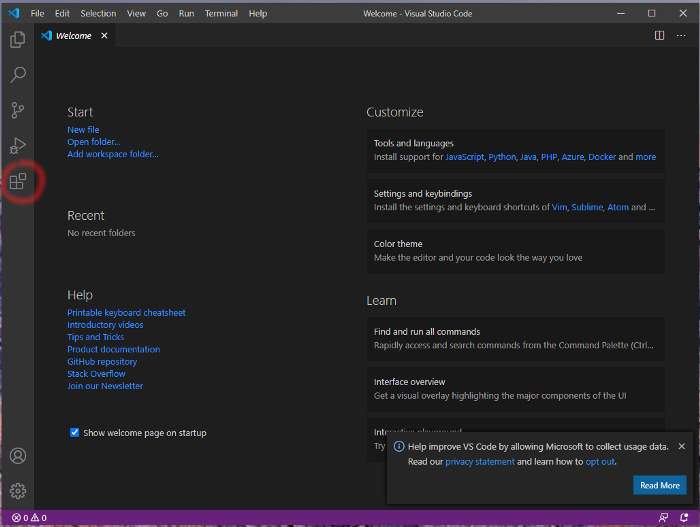 File Edit Selection View Go Run Terminal Help Welcome - Visual Studio Code
Welcome
Start
New file
Open folder...
Add workspace folder...
Recent
No recent folders
Help
Printable keyboard cheatsheet
Introductory videos
Tips and Tricks
Product documentation
GitHub repository
Stack Overflow
Join our Newsletter
Show welcome page on startup
Customize
Tools and languages
Install support for JavaScript, Python, Java, PHP, Azure, Docker and more
Settings and keybindings
Install the settings and keyboard shortcuts of Vim, Sublime, Atom and ...
Color theme
Make the editor and your code look the way you love
Learn
Find and run all commands
Rapidly access and search commands from the Command Palette (Ctrl...
Interface overview
Get a visual overlay highlighting the major components of the UI
Try
Help improve VS Code by allowing Microsoft to collect usage data.
Read our privacy statement and learn how to opt out.
Read More
0 0